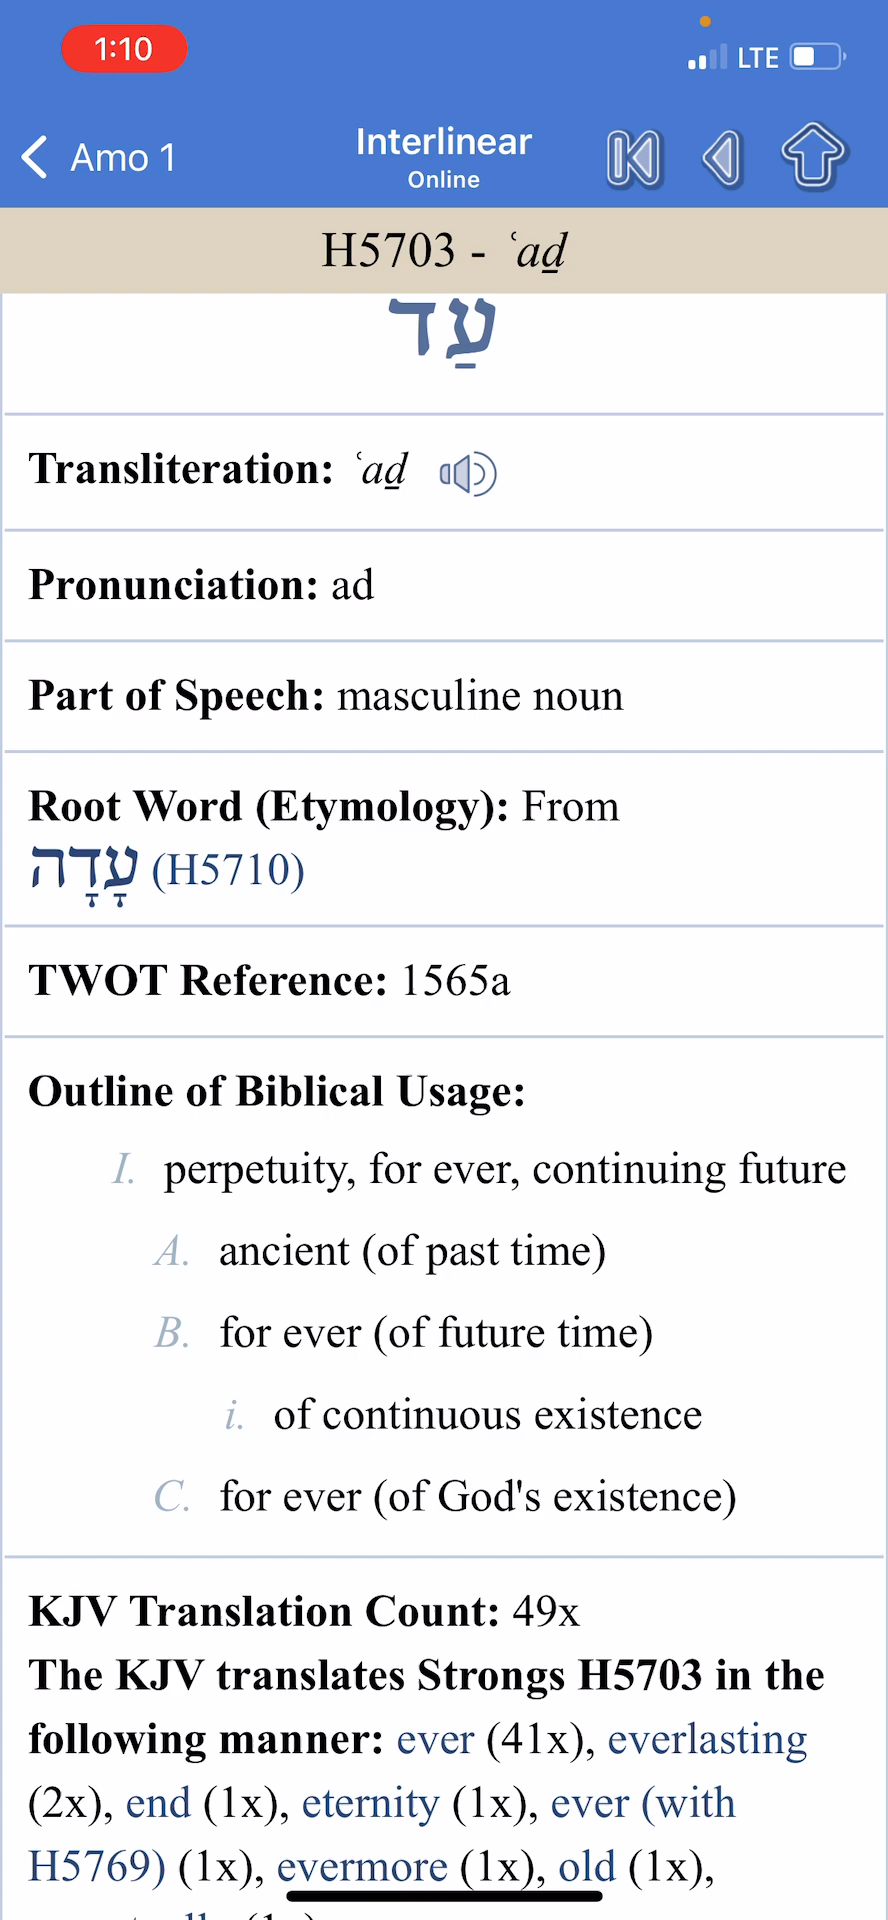 1:10
LTE
Amo 1
Interlinear
Online
H5703 - ʿaḏ
עַד
Transliteration: ʿaḏ
Pronunciation: ad
Part of Speech: masculine noun
Root Word (Etymology): From
עָדָה (H5710)
TWOT Reference: 1565a
Outline of Biblical Usage:
I. perpetuity, for ever, continuing future
A. ancient (of past time)
B. for ever (of future time)
i. of continuous existence
C. for ever (of God's existence)
KJV Translation Count: 49x
The KJV translates Strongs H5703 in the
following manner: ever (41x), everlasting
(2x), end (1x), eternity (1x), ever (with
H5769) (1x), evermore (1x), old (1x),